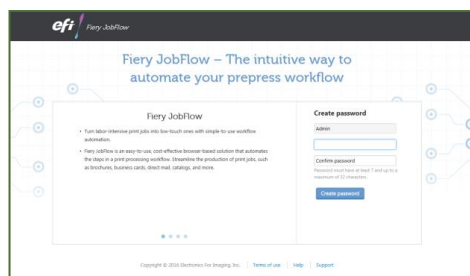 efi Fiery JobFlow
Fiery JobFlow – The intuitive way to
automate your prepress workflow
Fiery JobFlow
• Turn labor-intensive print jobs into low-touch ones with simple-to-use workflow
automation.
• Fiery JobFlow is an easy-to-use, cost-effective browser-based solution that automates
the steps in a print processing workflow. Streamline the production of print jobs, such
as brochures, business cards, direct mail, catalogs, and more.
Create password
Admin
Confirm password
Password must have at least 7 and up to a
maximum of 32 characters
Create password
Copyright © 2016 Electronics For Imaging, Inc. | Terms of use | Help | Support